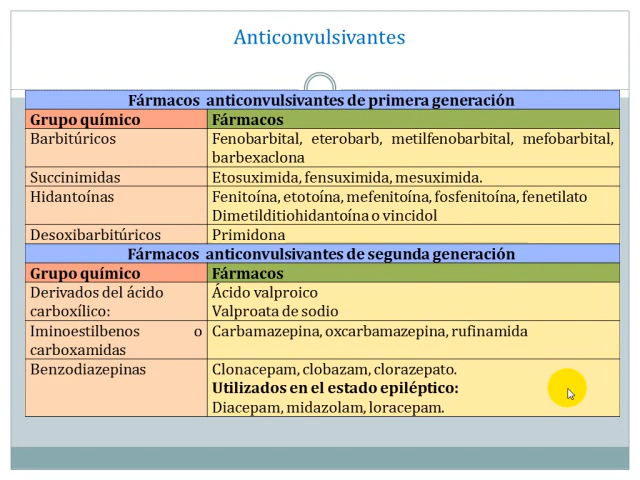 Anticonvulsivantes
Fármacos anticonvulsivantes de primera generación
Grupo químico Fármacos
Barbitúricos Fenobarbital, eterobarb, metilfenobarbital, mefobarbital,
barbexaclona
Succinimidas Etosuximida, fensuximida, mesuximida.
Hidantoínas Fenitoína, etotoína, mefenitoína, fosfenitoína, fenetilato
Dimetilditiohidantoína o vincidol
Desoxibarbitúricos Primidona
Fármacos anticonvulsivantes de segunda generación
Grupo químico Fármacos
Derivados del ácido Ácido valproico
carboxílico: Valproata de sodio
Iminoestilbenos o Carbamazepina, oxcarbamazepina, rufinamida
carboxamidas
Benzodiazepinas Clonacepam, clobazam, clorazepato.
Utilizados en el estado epiléptico:
Diacepam, midazolam, loracepam.